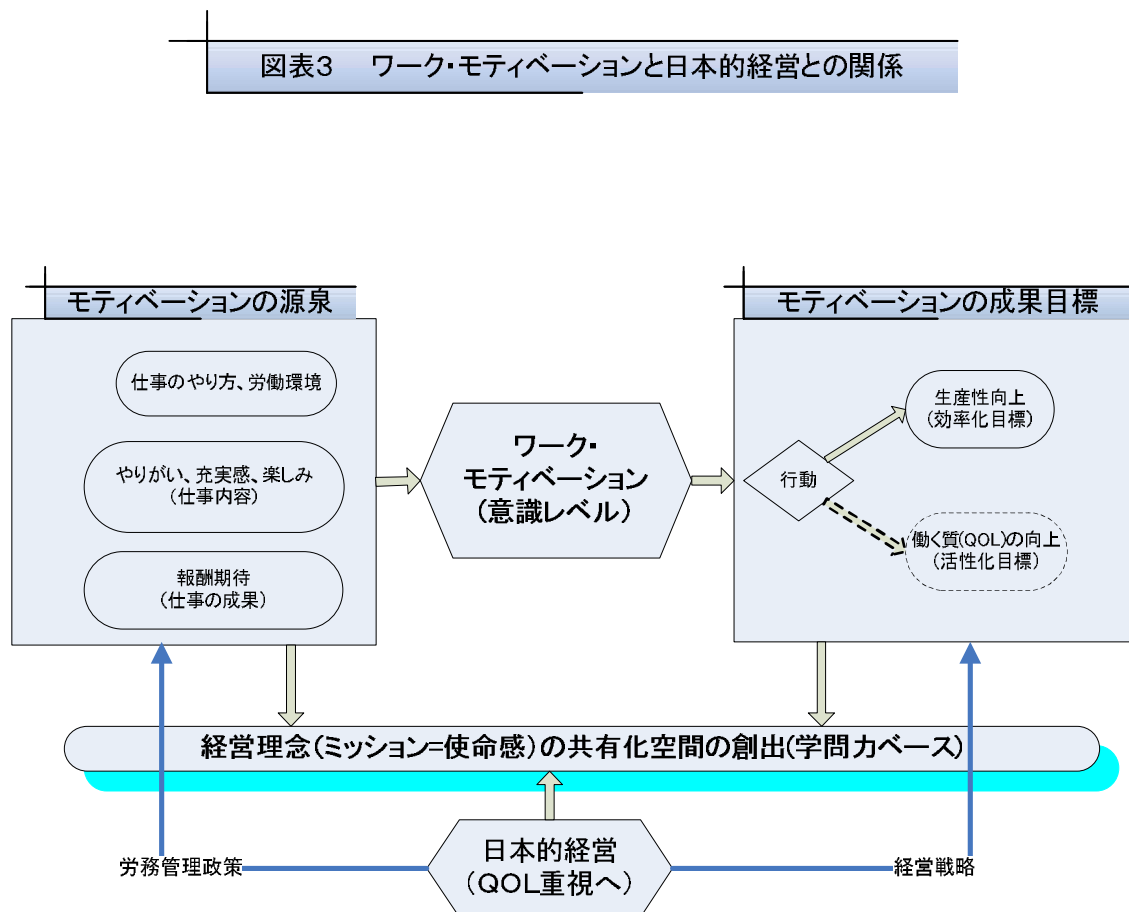 図表3 ワーク・モティベーションと日本的経営との関係
モティベーションの源泉
モティベーションの成果目標
仕事のやり方、労働環境
やりがい、充実感、楽しみ
(仕事内容)
報酬期待
(仕事の成果)
ワーク・
モティベーション
(意識レベル)
行動
生産性向上
(効率化目標)
働く質(QOL)の向上
(活性化目標)
経営理念(ミッション=使命感)の共有化空間の創出(学問力ベース)
労務管理政策
日本的経営
(QOL重視へ)
経営戦略